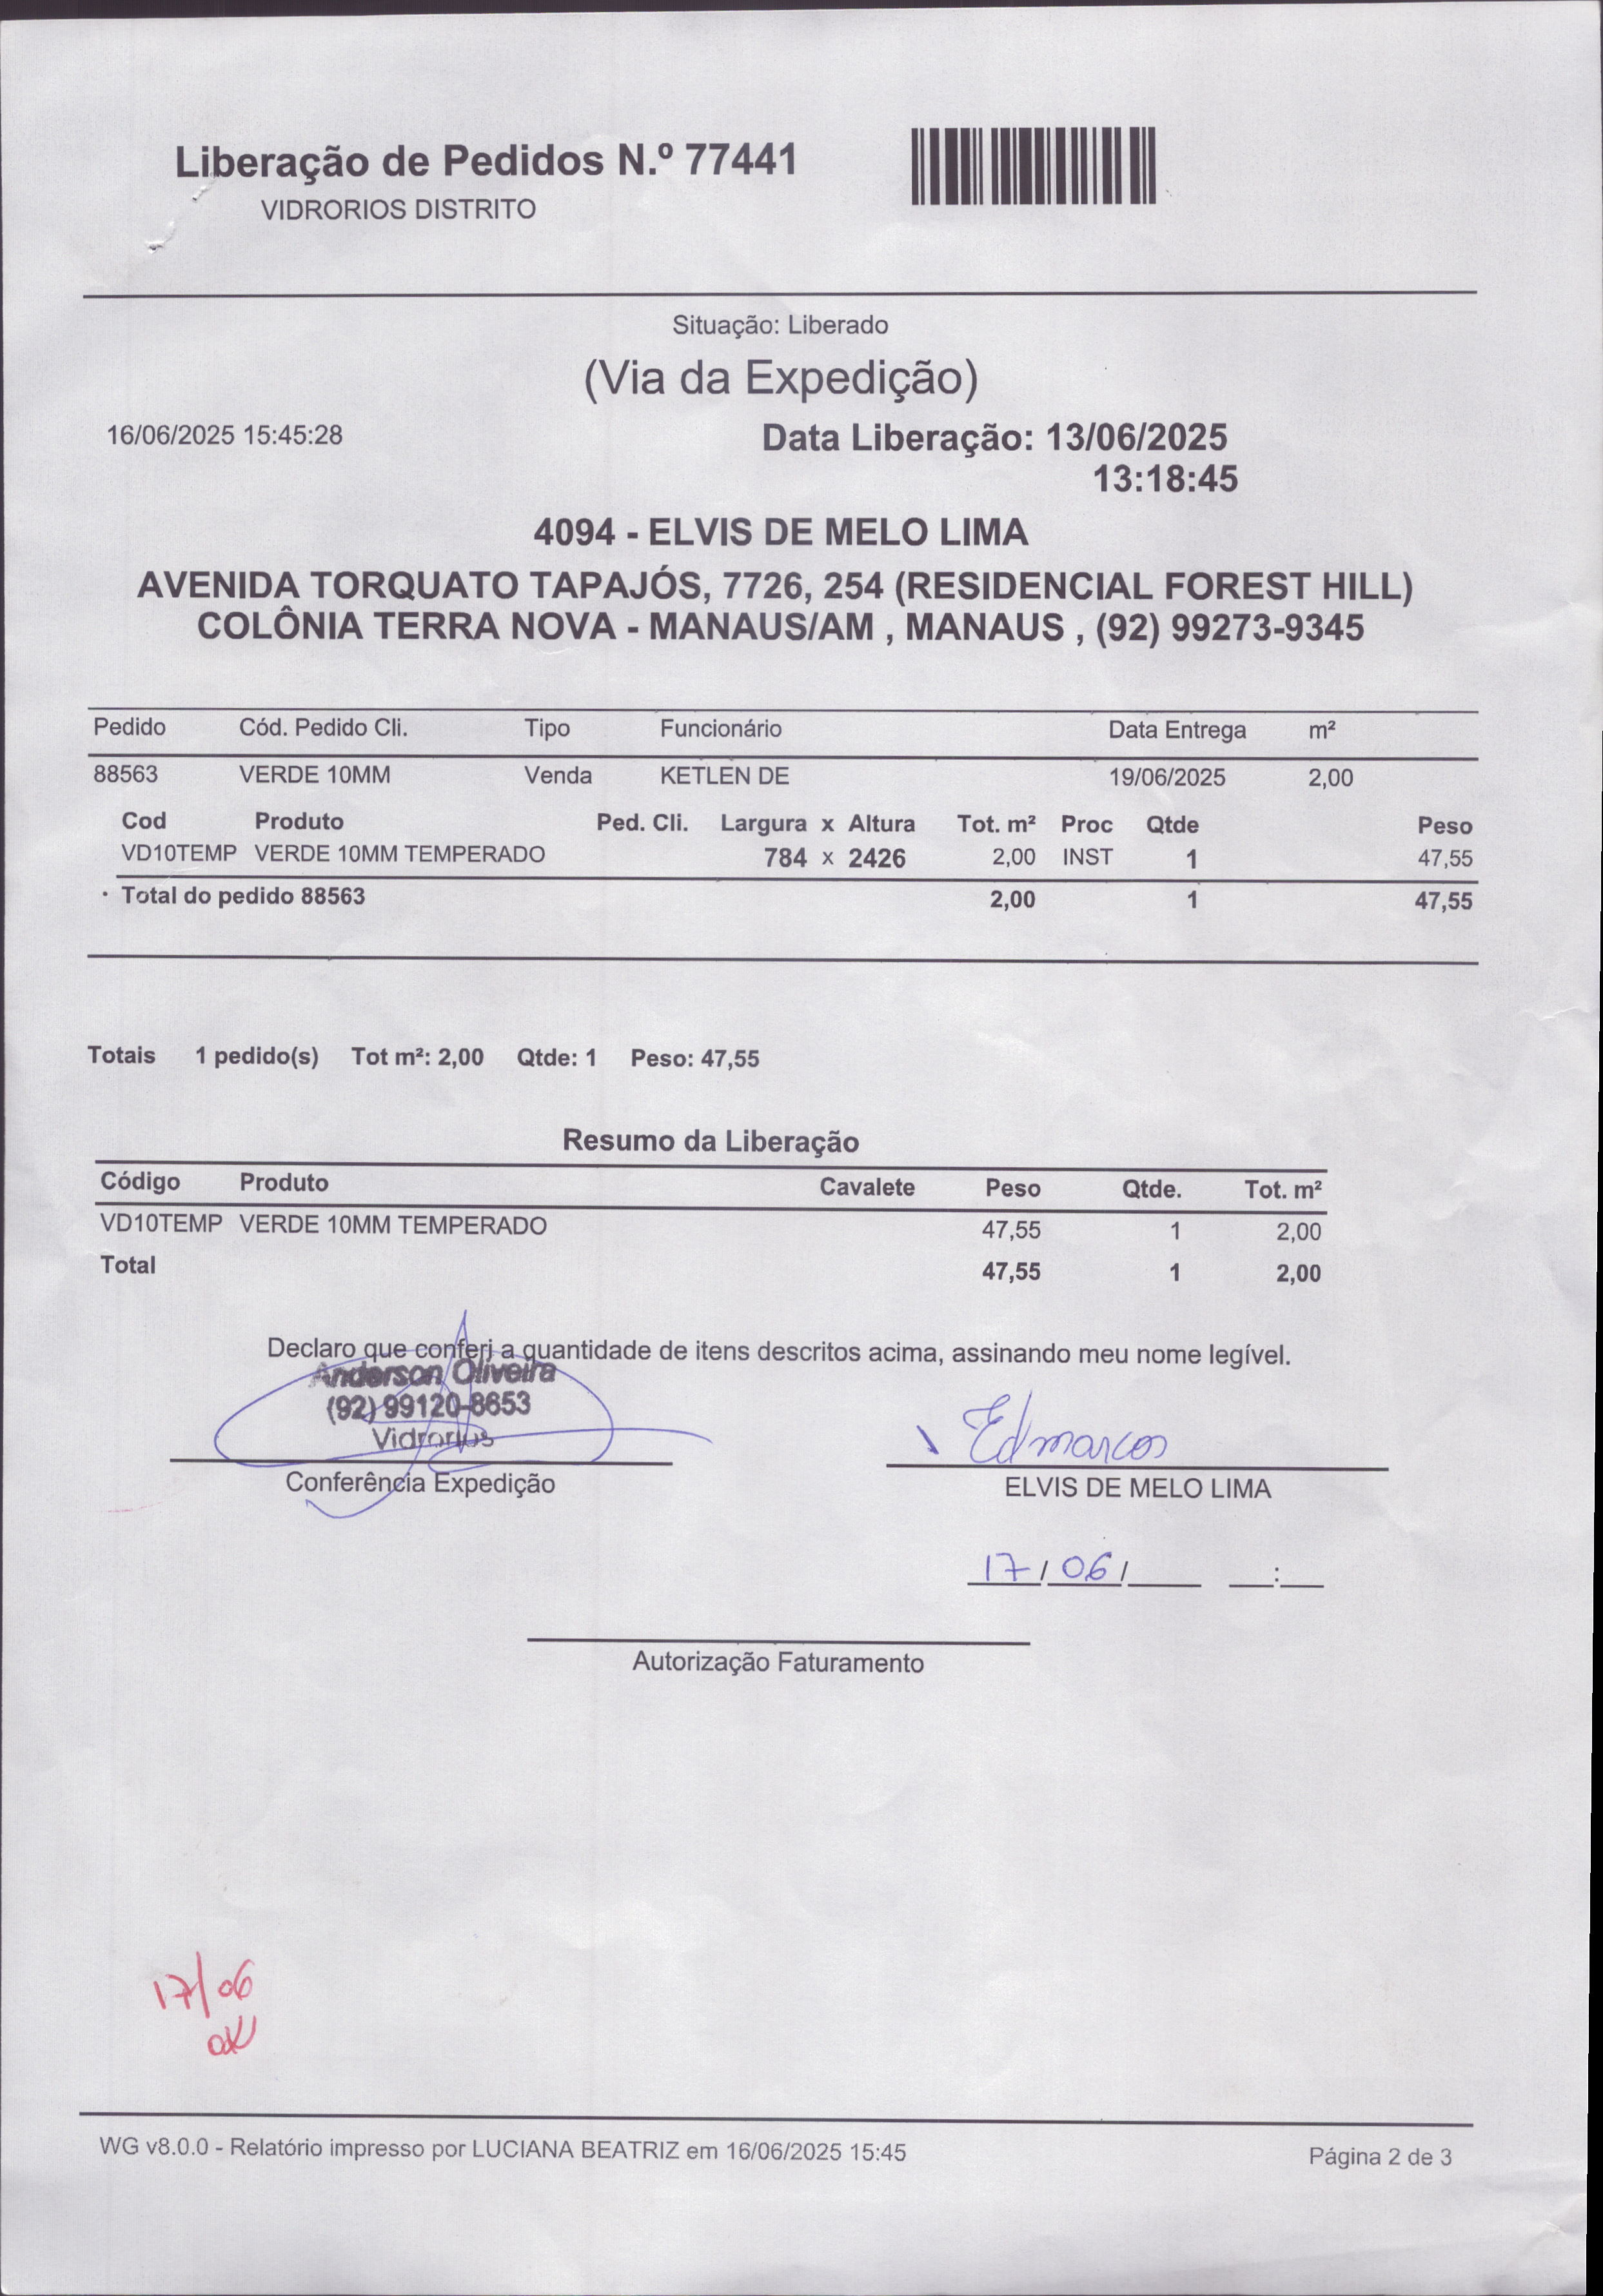 Liberação de Pedidos N.º 77441
VIDRORIOS DISTRITO
Situação: Liberado
(Via da Expedição)
16/06/2025 15:45:28 Data Liberação: 13/06/2025
13:18:45
4094 - ELVIS DE MELO LIMA
AVENIDA TORQUATO TAPAJÓS, 7726, 254 (RESIDENCIAL FOREST HILL)
COLÔNIA TERRA NOVA - MANAUS/AM , MANAUS , (92) 99273-9345
Pedido Cód. Pedido Cli. Tipo Funcionário Data Entrega m²
88563 VERDE 10MM Venda KETLEN DE 19/06/2025 2,00
Cod Produto Ped. Cli. Largura x Altura Tot. m² Proc Qtde Peso
VD10TEMP VERDE 10MM TEMPERADO 784 x 2426 2,00 INST 1 47,55
Total do pedido 88563 2,00 1 47,55
Totais 1 pedido(s) Tot m²: 2,00 Qtde: 1 Peso: 47,55
Resumo da Liberação
Código Produto Cavalete Peso Qtde. Tot. m²
VD10TEMP VERDE 10MM TEMPERADO 47,55 1 2,00
Total 47,55 1 2,00
Declaro que conferi a quantidade de itens descritos acima, assinando meu nome legível.
Anderson Oliveira
(92) 99120-8653
Vidrorios
Edmarcos
Conferência Expedição ELVIS DE MELO LIMA
17/06/ :
Autorização Faturamento
17/06
OK
WG v8.0.0 - Relatório impresso por LUCIANA BEATRIZ em 16/06/2025 15:45 Página 2 de 3